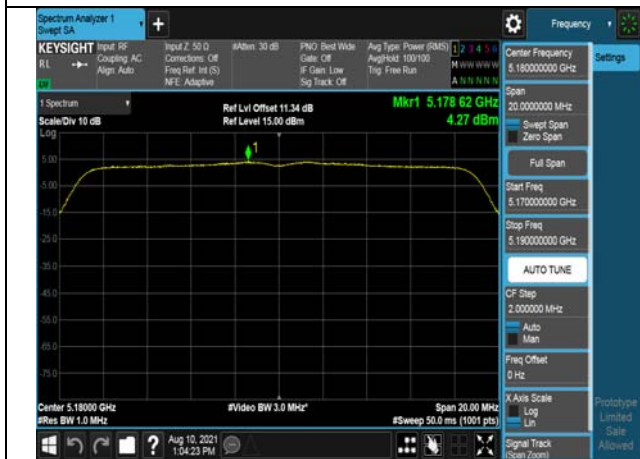 Spectrum Analyzer 1
Swept SA
+
Frequency
KEYSIGHT
RL
Input: RF
Coupling: AC
Align: Auto
Input Z: 50 Ω
Corrections: Off
Freq Ref: Int (S)
NFE: Adaptive
#Atten: 30 dB
PNO: Best Wide
Gate: Off
IF Gain: Low
Sig Track: Off
Avg Type: Power (RMS)
Avg|Hold: 100/100
Trig: Free Run
1 2 3 4 5 6
M W W W W W
A N N N N N
1 Spectrum
Scale/Div 10 dB
Log
Ref Lvl Offset 11.34 dB
Ref Level 15.00 dBm
Mkr1 5.178 62 GHz
4.27 dBm
1
5.00
-5.00
-15.0
-25.0
-35.0
-45.0
-55.0
-65.0
-75.0
Center 5.18000 GHz
#Res BW 1.0 MHz
#Video BW 3.0 MHz*
Span 20.00 MHz
#Sweep 50.0 ms (1001 pts)
Center Frequency
5.180000000 GHz
Span
20.0000000 MHz
Swept Span
Zero Span
Full Span
Start Freq
5.170000000 GHz
Stop Freq
5.190000000 GHz
AUTO TUNE
CF Step
2.000000 MHz
Auto
Man
Freq Offset
0 Hz
X Axis Scale
Log
Lin
Signal Track
(Span Zoom)
Settings
Prototype
Limited
Sale
Allowed
?
Aug 10, 2021
1:04:23 PM